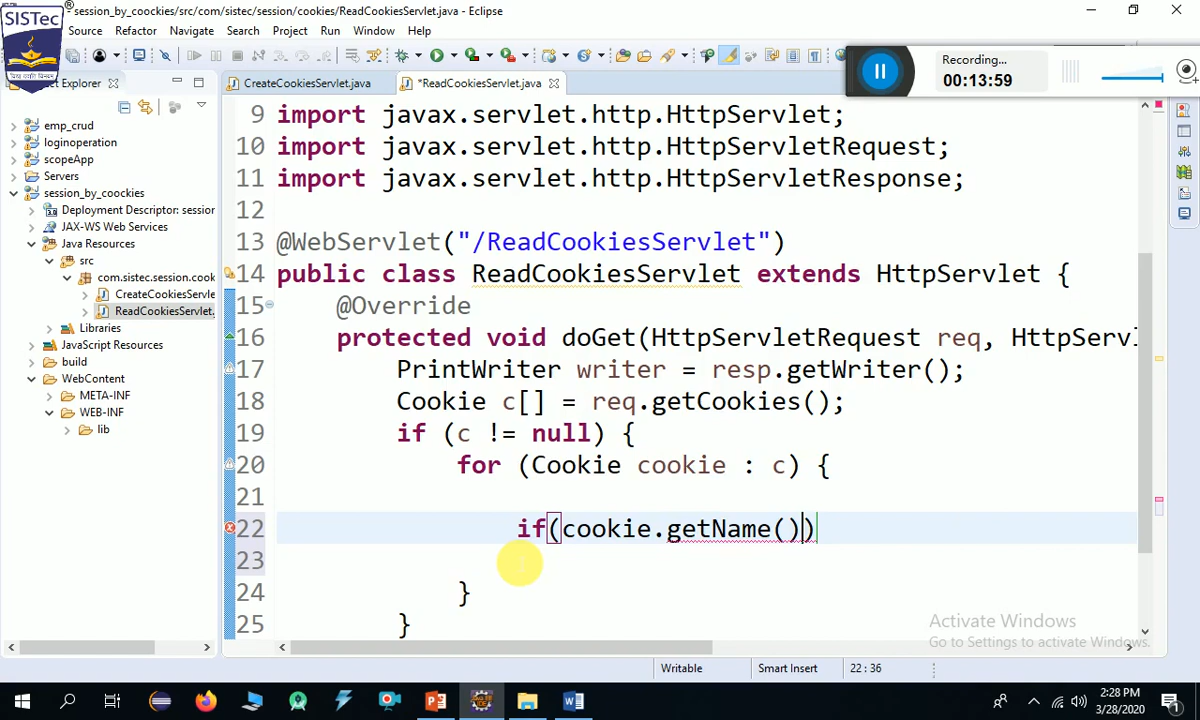 SISTec
®
- session_by_coockies/src/com/sistec/session/cookies/ReadCookiesServlet.java - Eclipse
Source Refactor Navigate Search Project Run Window Help
Recording...
00:13:59
Explorer
CreateCookiesServlet.java
*ReadCookiesServlet.java
emp_crud
loginoperation
scopeApp
Servers
session_by_coockies
Deployment Descriptor: session
JAX-WS Web Services
Java Resources
src
com.sistec.session.cook
CreateCookiesServle
ReadCookiesServlet.
Libraries
JavaScript Resources
build
WebContent
META-INF
WEB-INF
lib
9 import javax.servlet.http.HttpServlet;
10 import javax.servlet.http.HttpServletRequest;
11 import javax.servlet.http.HttpServletResponse;
12
13 @WebServlet("/ReadCookiesServlet")
14 public class ReadCookiesServlet extends HttpServlet {
15 @Override
16 protected void doGet(HttpServletRequest req, HttpServl
17 PrintWriter writer = resp.getWriter();
18 Cookie c[] = req.getCookies();
19 if (c != null) {
20 for (Cookie cookie : c) {
21
22 if(cookie.getName())
23
24 }
25 }
Activate Windows
Go to Settings to activate Windows.
Writable
Smart Insert
22 : 36
2:28 PM
3/28/2020
1